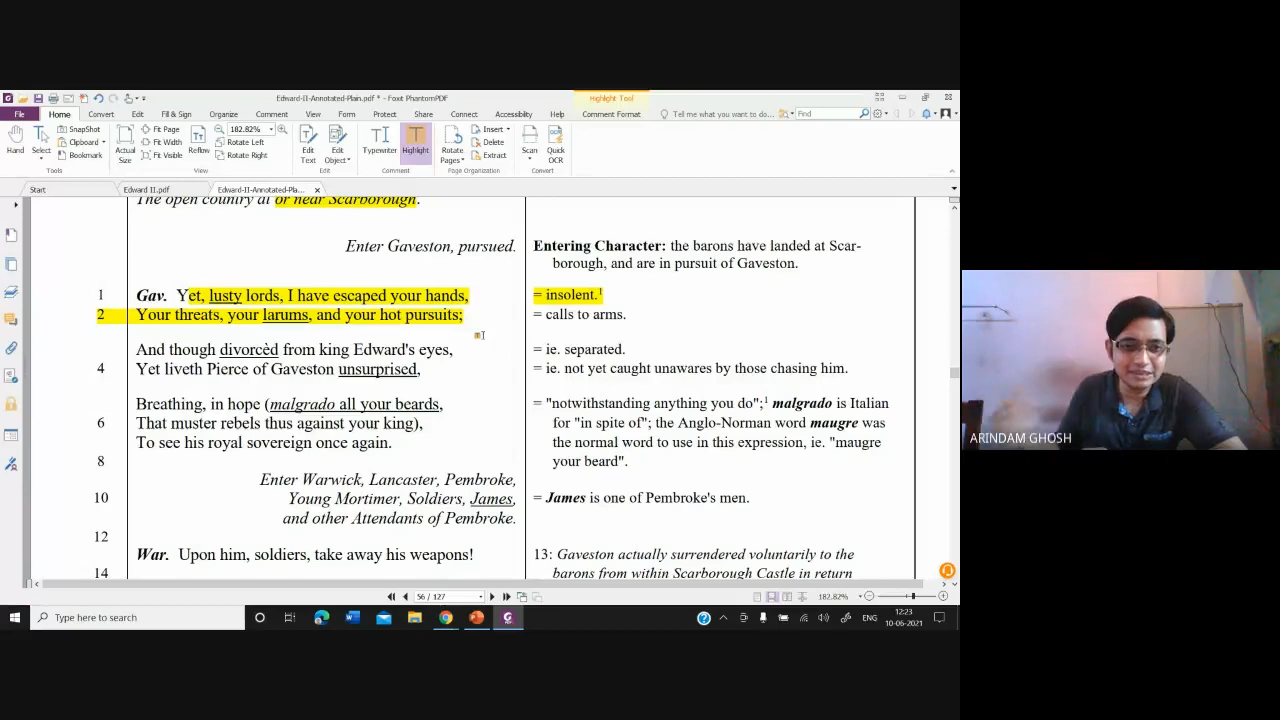 Edward-II-Annotated-Plain.pdf * - Foxit PhantomPDF
Highlight Tool
File Home Convert Edit Fill & Sign Organize Comment View Form Protect Share Connect Accessibility Help Comment Format Tell me what you want to do... Find
Hand
Select
SnapShot
Clipboard
Bookmark
Tools
Actual Size
Fit Page
Fit Width
Fit Visible
Reflow
182.82%
Rotate Left
Rotate Right
View
Edit Text
Edit Object
Edit
Typewriter
Highlight
Comment
Rotate Pages
Insert
Delete
Extract
Page Organization
Scan
Quick OCR
Convert
Start Edward II.pdf Edward-II-Annotated-Pla...
The open country at or near Scarborough.
Enter Gaveston, pursued.
Entering Character: the barons have landed at Scar-
borough, and are in pursuit of Gaveston.
1 Gav. Yet, lusty lords, I have escaped your hands, = insolent.1
2 Your threats, your larums, and your hot pursuits; = calls to arms.
And though divorcèd from king Edward's eyes, = ie. separated.
4 Yet liveth Pierce of Gaveston unsurprised, = ie. not yet caught unawares by those chasing him.
Breathing, in hope (malgrado all your beards, = "notwithstanding anything you do";1 malgrado is Italian
6 That muster rebels thus against your king), for "in spite of"; the Anglo-Norman word maugre was
To see his royal sovereign once again. the normal word to use in this expression, ie. "maugre
8 your beard".
Enter Warwick, Lancaster, Pembroke,
10 Young Mortimer, Soldiers, James, = James is one of Pembroke's men.
and other Attendants of Pembroke.
12
War. Upon him, soldiers, take away his weapons! 13: Gaveston actually surrendered voluntarily to the
14 barons from within Scarborough Castle in return
56 / 127 182.82%
Type here to search
ENG
12:23
10-06-2021
ARINDAM GHOSH